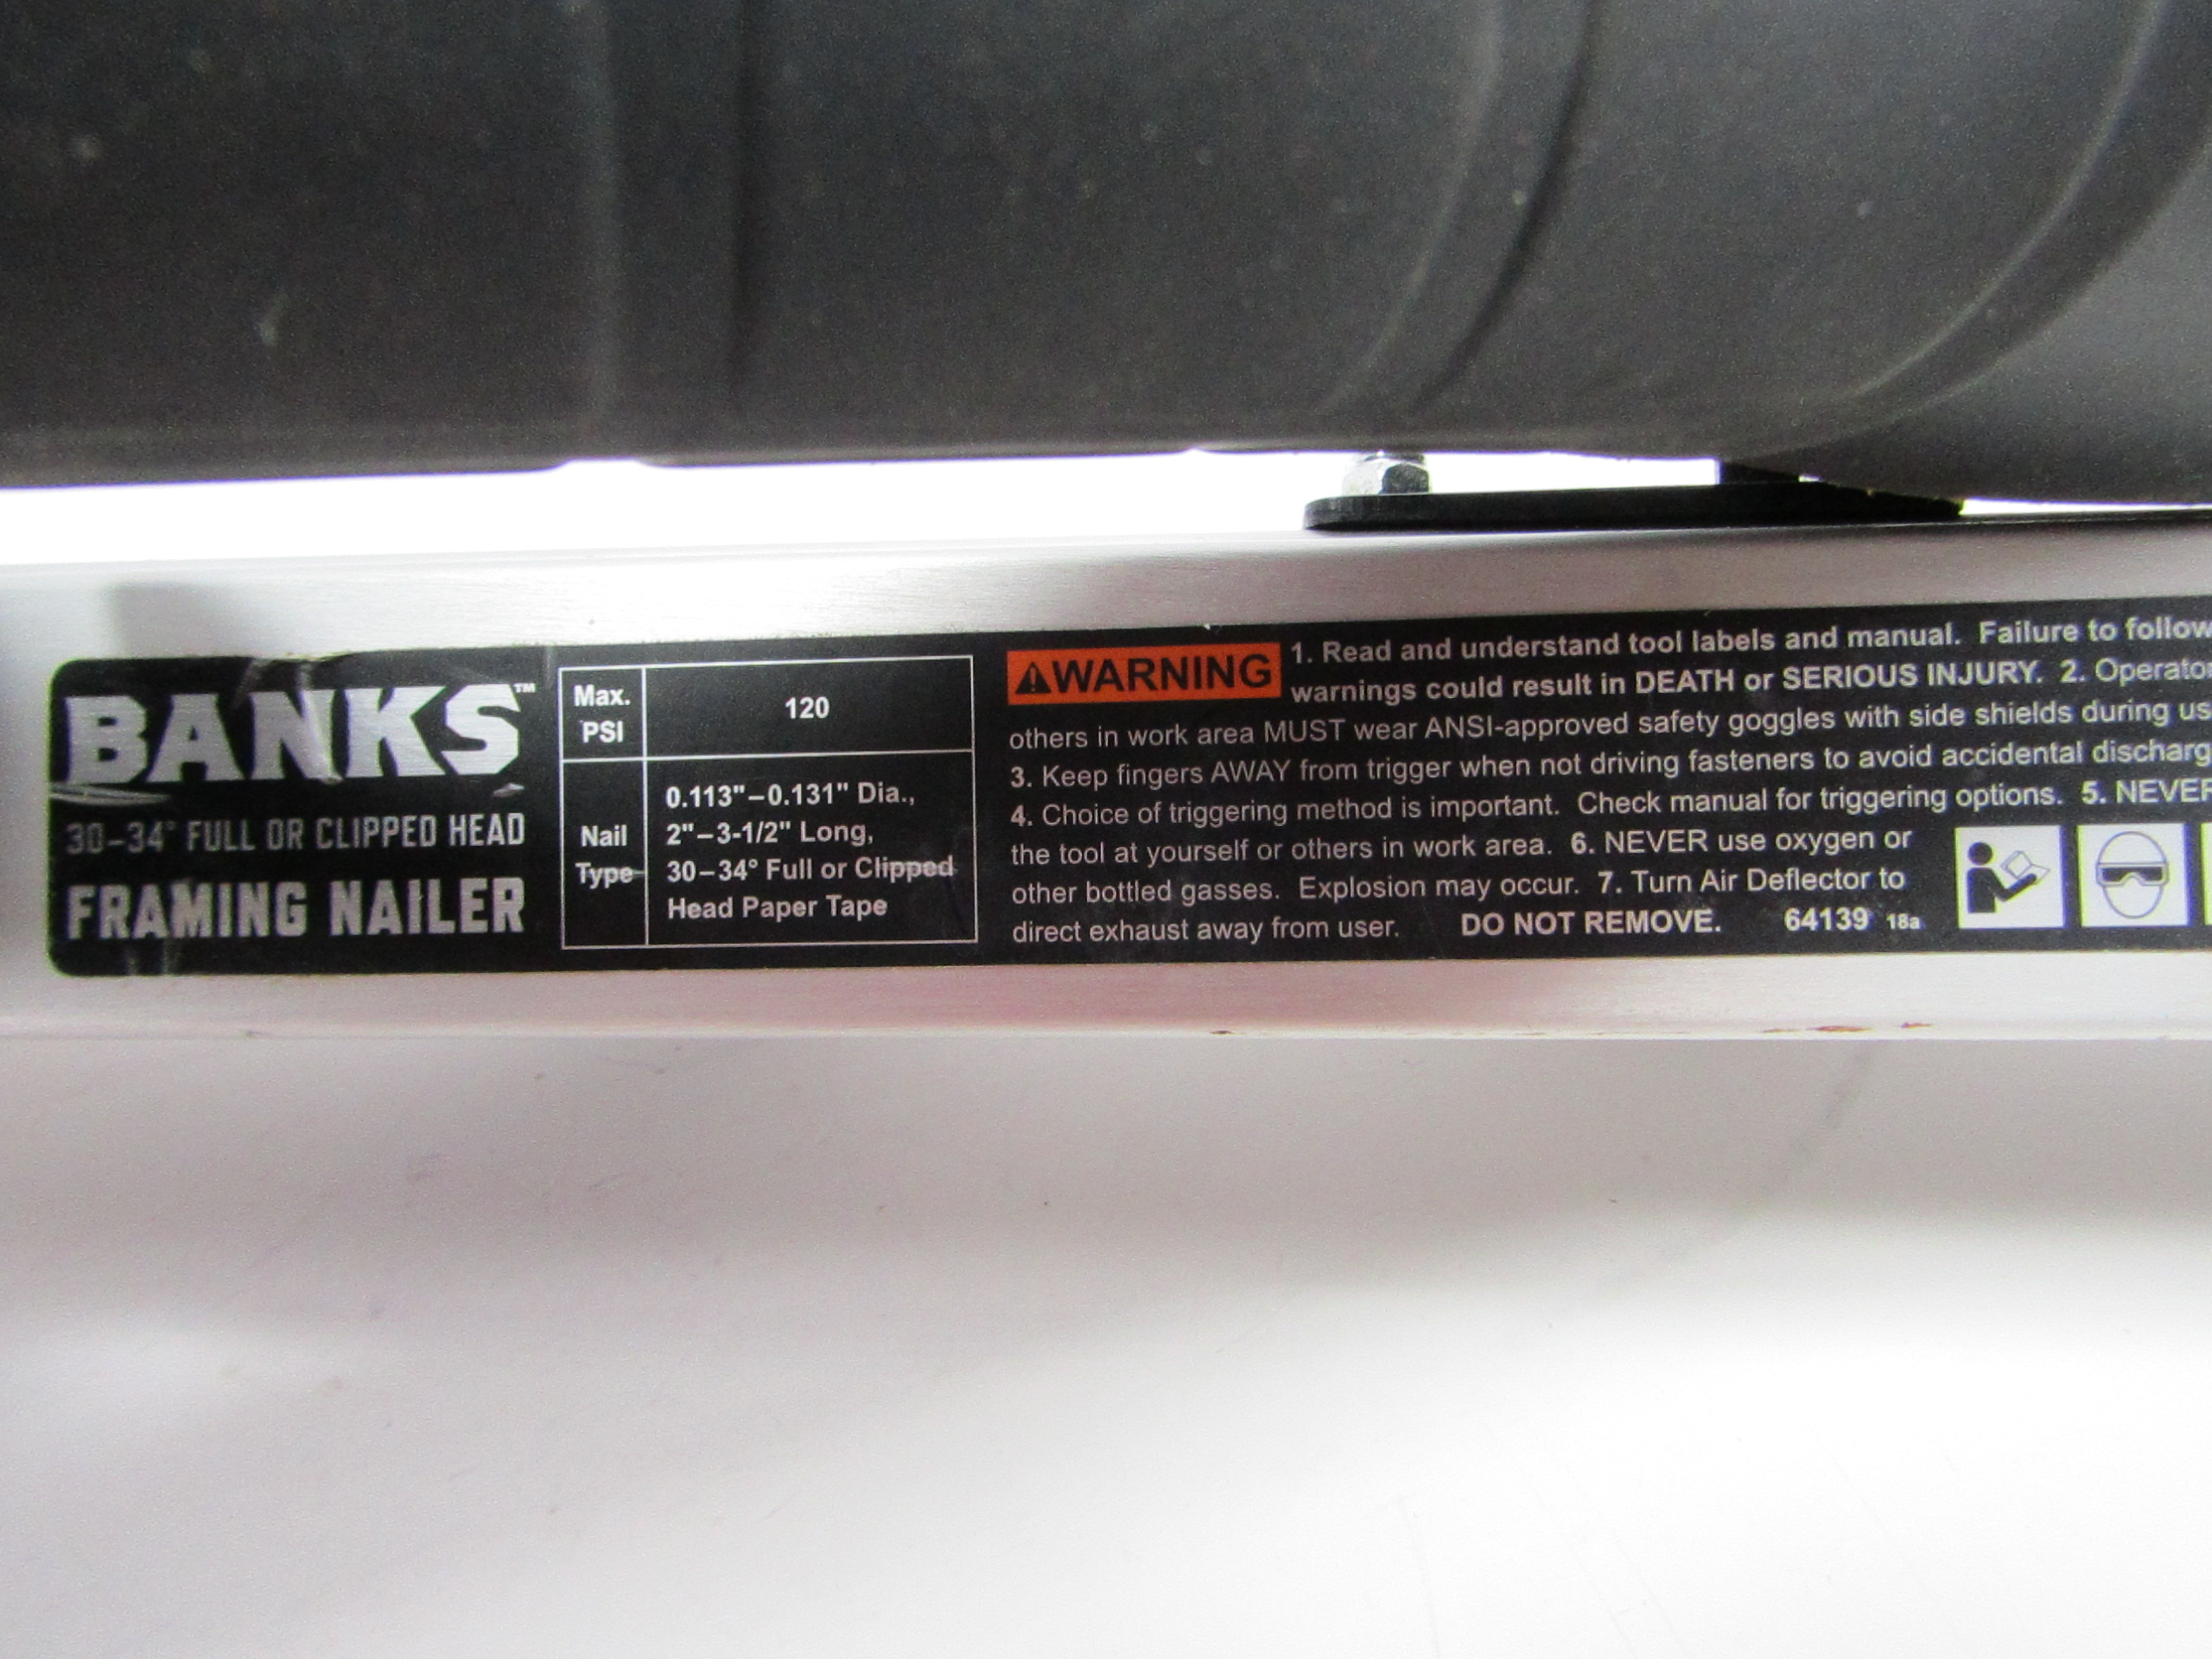 BANKS™
30–34° FULL OR CLIPPED HEAD
FRAMING NAILER
Max.
PSI
120
Nail
Type
0.113"–0.131" Dia.,
2"–3-1/2" Long,
30–34° Full or Clipped
Head Paper Tape
⚠WARNING 1. Read and understand tool labels and manual. Failure to follow
warnings could result in DEATH or SERIOUS INJURY. 2.
others in work area MUST wear ANSI-approved safety goggles with side shields during
3. Keep fingers AWAY from trigger when not driving fasteners to avoid accidental
4. Choice of triggering method is important. Check manual for triggering options. 5. NEVER
the tool at yourself or others in work area. 6. NEVER use oxygen or
other bottled gasses. Explosion may occur. 7. Turn Air Deflector to
direct exhaust away from user. DO NOT REMOVE. 64139 18a